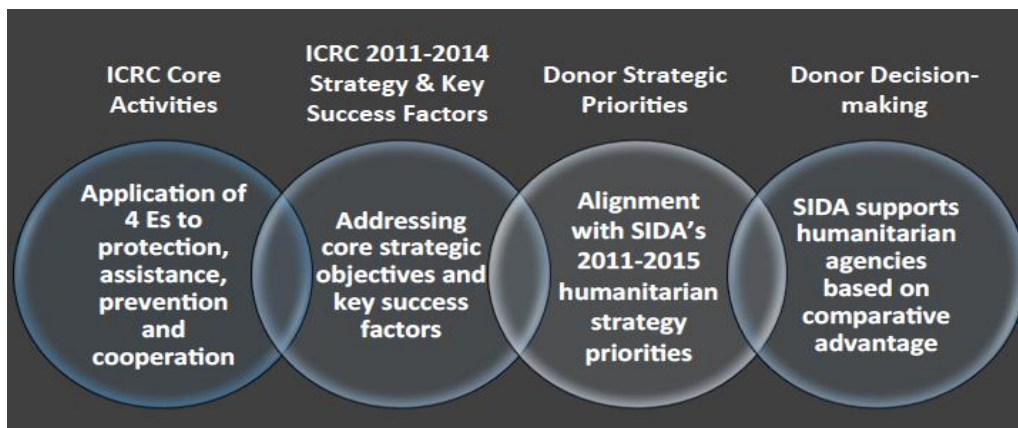 ICRC Core
Activities
ICRC 2011-2014
Strategy & Key
Success Factors
Donor Strategic
Priorities
Donor Decision-
making
Application of
4 Es to
protection,
assistance,
prevention
and
cooperation
Addressing
core strategic
objectives and
key success
factors
Alignment
with SIDA's
2011-2015
humanitarian
strategy
priorities
SIDA supports
humanitarian
agencies
based on
comparative
advantage